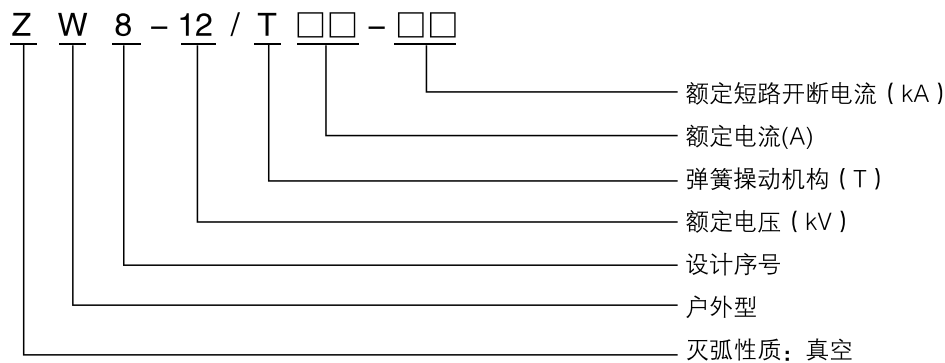 Z W 8 – 12 / T □□ – □□
额定短路开断电流（kA）
额定电流(A)
弹簧操动机构（T）
额定电压（kV）
设计序号
户外型
灭弧性质：真空